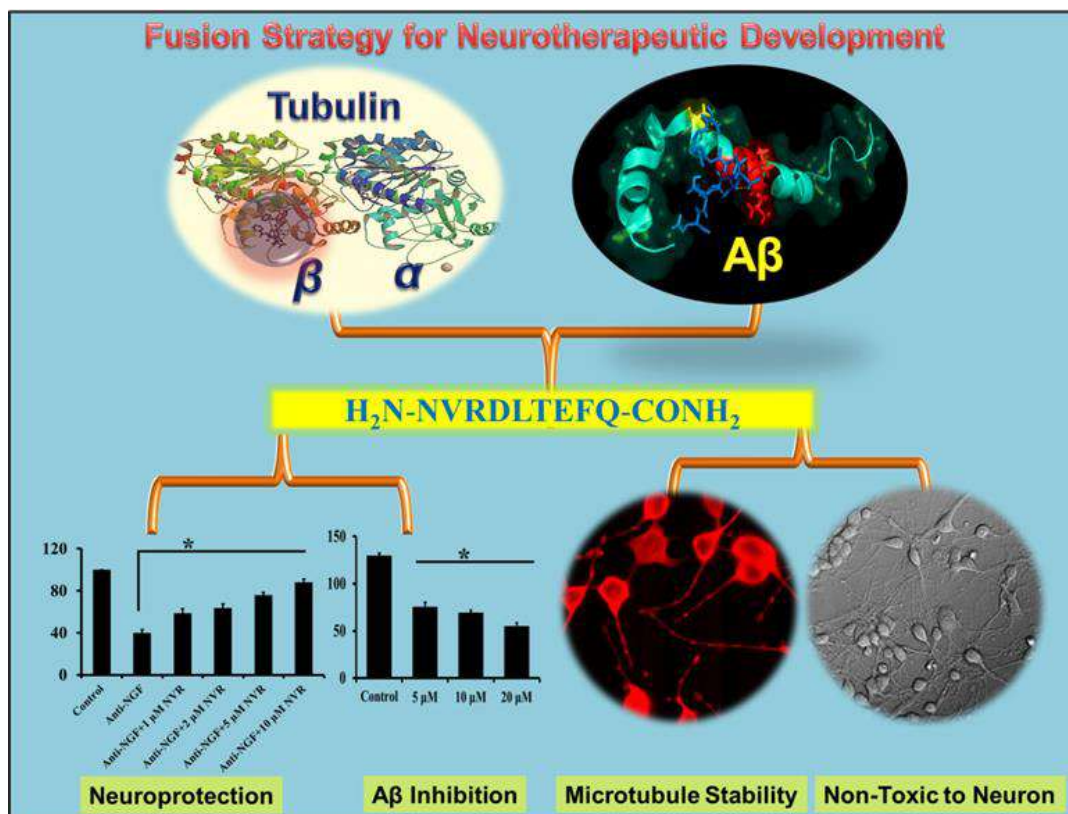 Fusion Strategy for Neurotherapeutic Development
Tubulin
β
α
Aβ
H₂N-NVRDLTEFQ-CONH₂
120
80
40
0
*
Control
Anti-NGF
Anti-NGF+1 µM NVR
Anti-NGF+2 µM NVR
Anti-NGF+5 µM NVR
Anti-NGF+10 µM NVR
150
100
50
0
*
Control
5 µM
10 µM
20 µM
Neuroprotection
Aβ Inhibition
Microtubule Stability
Non-Toxic to Neuron